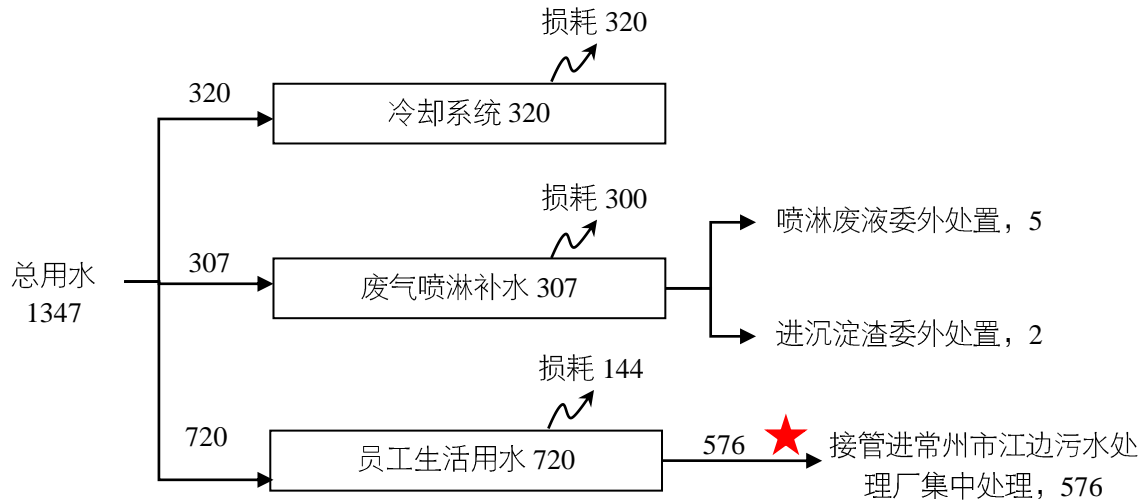 损耗 320
320
冷却系统 320
损耗 300
喷淋废液委外处置，5
307
总用水
1347
废气喷淋补水 307
进沉淀渣委外处置，2
损耗 144
720
员工生活用水 720
576
接管进常州市江边污水处
理厂集中处理，576